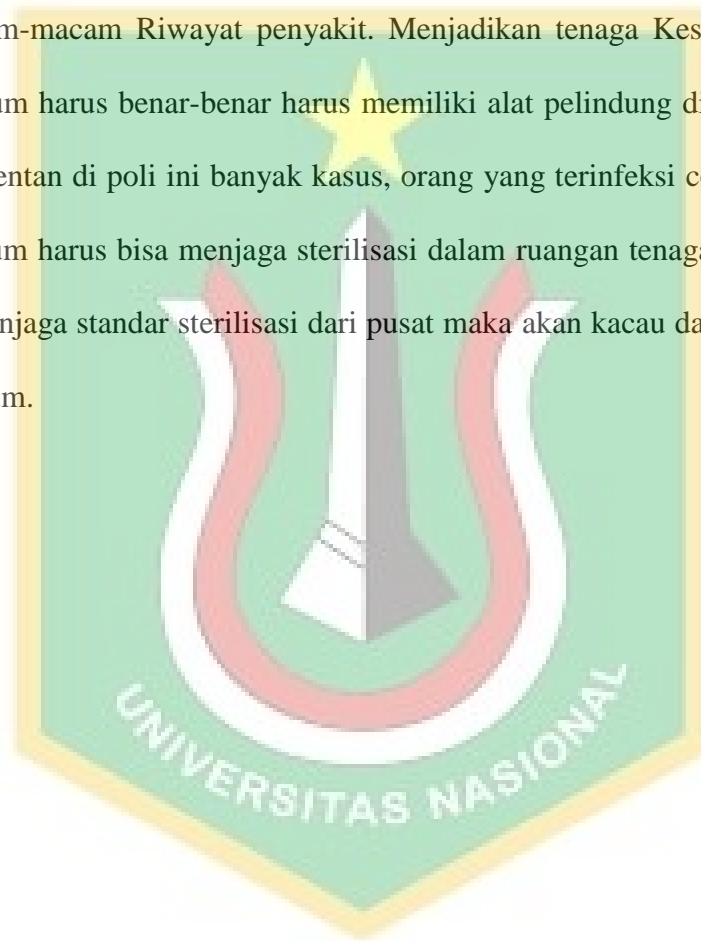 m-macam Riwayat penyakit. Menjadikan tenaga Kes
um harus benar-benar harus memiliki alat pelindung di
entan di poli ini banyak kasus, orang yang terinfeksi c
um harus bisa menjaga sterilisasi dalam ruangan tenaga
njaga standar sterilisasi dari pusat maka akan kacau da
m.
UNIVERSITAS NASIONAL